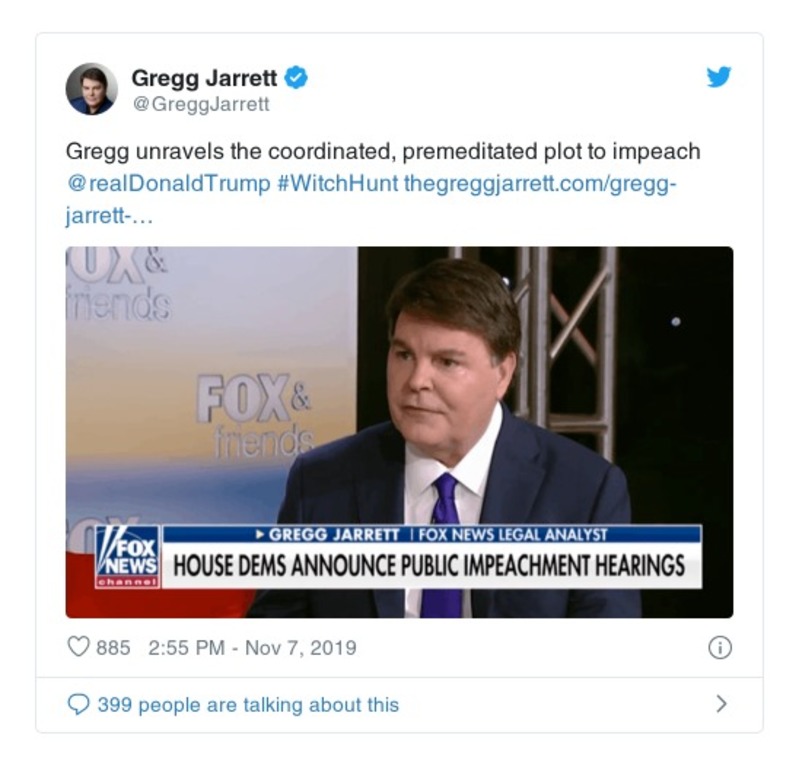 Gregg Jarrett
@GreggJarrett
Gregg unravels the coordinated, premeditated plot to impeach
@realDonaldTrump #WitchHunt thegreggjarrett.com/gregg-
jarrett-...
FOX&
friends
FOX&
friends
FOX
NEWS
channel
GREGG JARRETT | FOX NEWS LEGAL ANALYST
HOUSE DEMS ANNOUNCE PUBLIC IMPEACHMENT HEARINGS
885 2:55 PM - Nov 7, 2019
399 people are talking about this